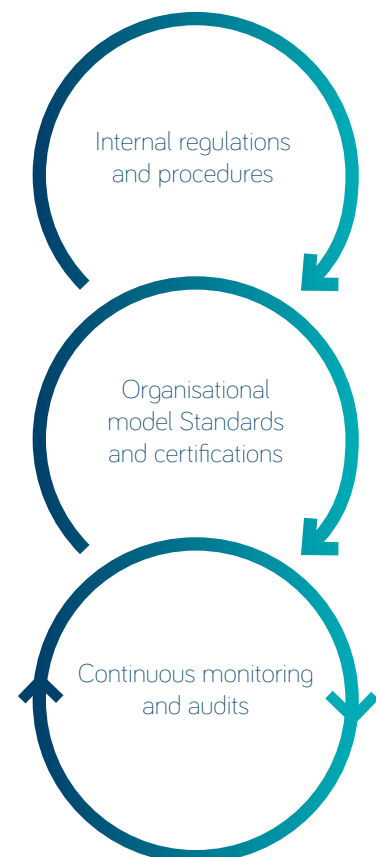 Internal regulations
and procedures
Organisational
model Standards
and certifications
Continuous monitoring
and audits